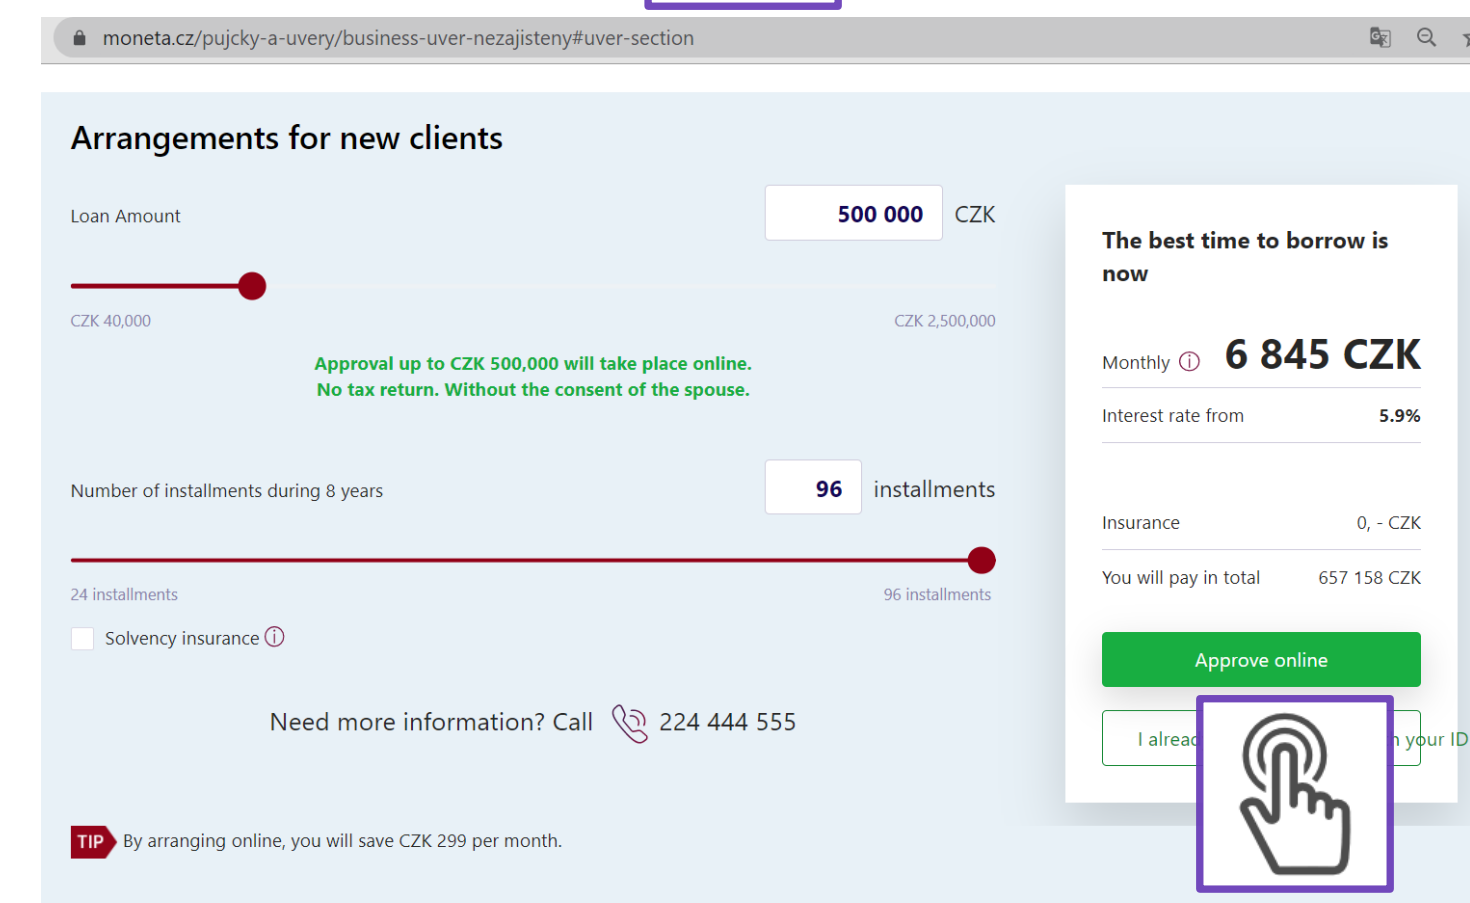 moneta.cz/pujcky-a-uvery/business-uver-nezajisteny#uver-section
Arrangements for new clients
Loan Amount
500 000 CZK
CZK 40,000
CZK 2,500,000
Approval up to CZK 500,000 will take place online.
No tax return. Without the consent of the spouse.
Number of installments during 8 years
96 installments
24 installments
96 installments
Solvency insurance
Need more information? Call 224 444 555
TIP By arranging online, you will save CZK 299 per month.
The best time to borrow is
now
Monthly 6 845 CZK
Interest rate from 5.9%
Insurance 0, - CZK
You will pay in total 657 158 CZK
Approve online
I your ID